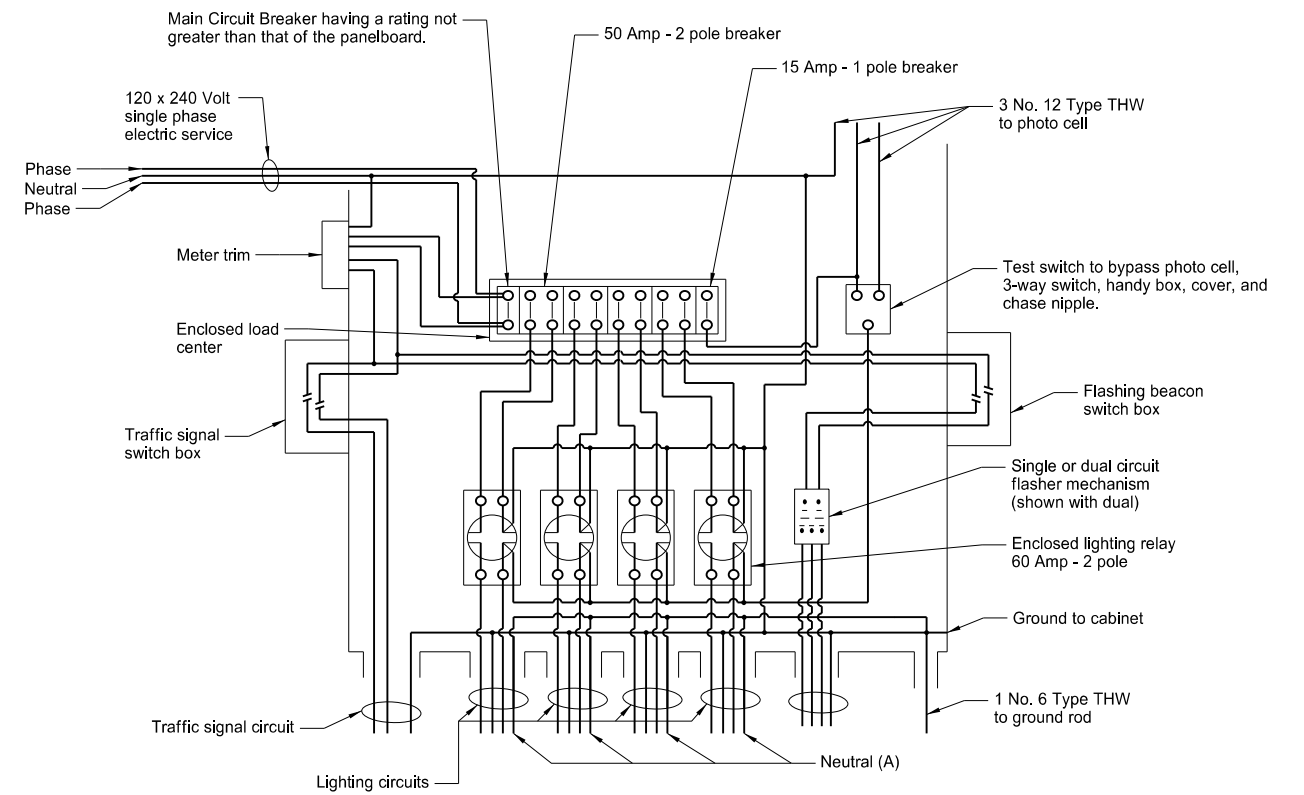 Main Circuit Breaker having a rating not
greater than that of the panelboard.
50 Amp - 2 pole breaker
15 Amp - 1 pole breaker
120 x 240 Volt
single phase
electric service
3 No. 12 Type THW
to photo cell
Phase
Neutral
Phase
Meter trim
Test switch to bypass photo cell,
3-way switch, handy box, cover, and
chase nipple.
Enclosed load
center
Flashing beacon
switch box
Traffic signal
switch box
Single or dual circuit
flasher mechanism
(shown with dual)
Enclosed lighting relay
60 Amp - 2 pole
Ground to cabinet
1 No. 6 Type THW
to ground rod
Traffic signal circuit
Neutral (A)
Lighting circuits